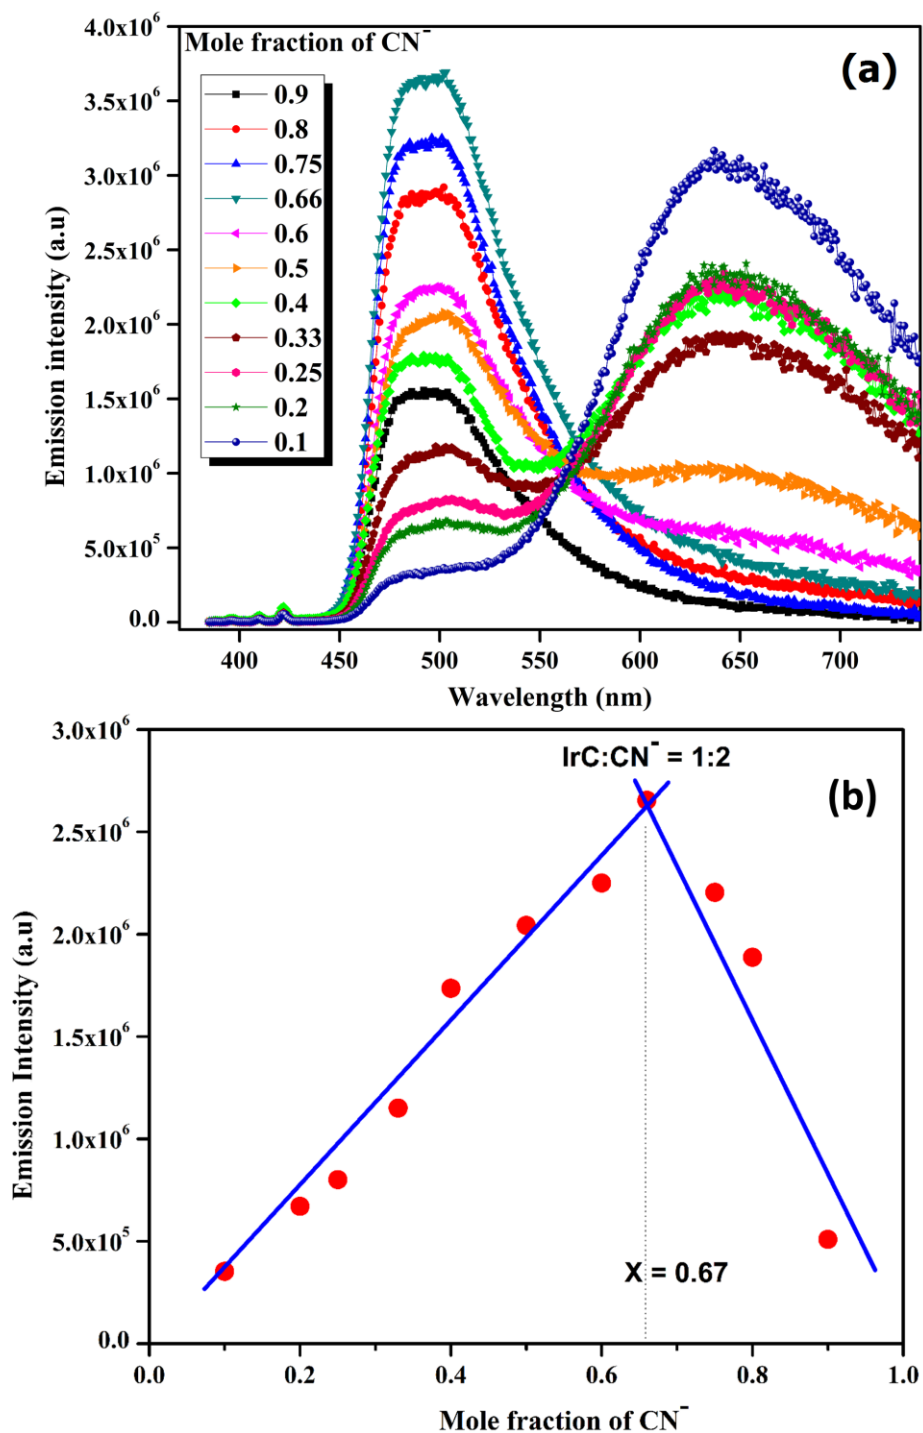 4.0x10⁶
Mole fraction of CN⁻
(a)
0.9
0.8
0.75
0.66
0.6
0.5
0.4
0.33
0.25
0.2
0.1
3.5x10⁶
3.0x10⁶
2.5x10⁶
2.0x10⁶
1.5x10⁶
1.0x10⁶
5.0x10⁵
0.0
Emission intensity (a.u)
400 450 500 550 600 650 700
Wavelength (nm)
3.0x10⁶
IrC:CN⁻ = 1:2
(b)
2.5x10⁶
2.0x10⁶
1.5x10⁶
1.0x10⁶
5.0x10⁵
0.0
Emission Intensity (a.u)
X = 0.67
0.0 0.2 0.4 0.6 0.8 1.0
Mole fraction of CN⁻